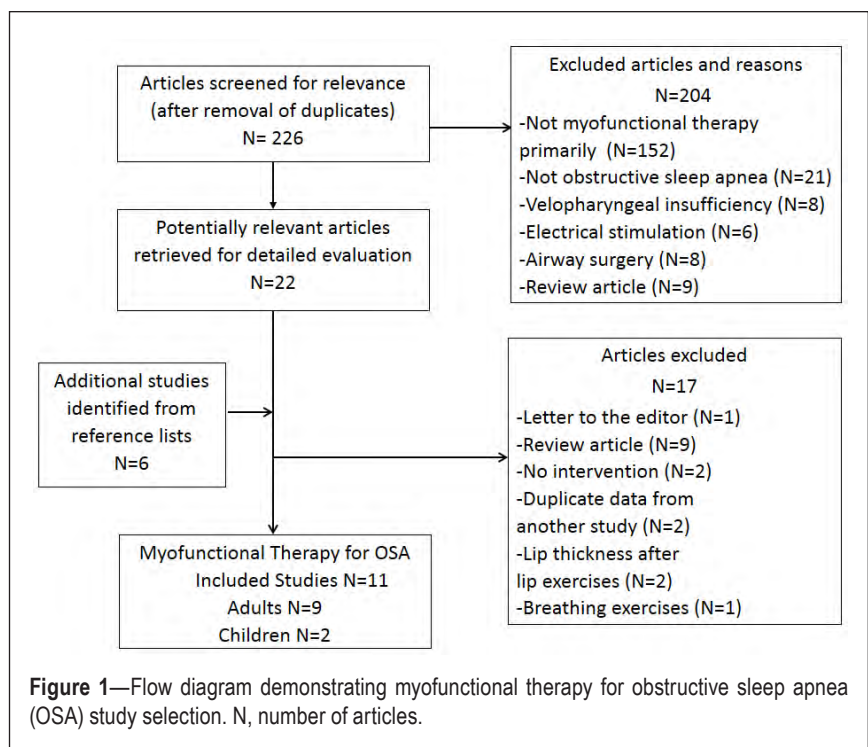 Articles screened for relevance
(after removal of duplicates)
N= 226
Excluded articles and reasons
N=204
-Not myofunctional therapy
primarily (N=152)
-Not obstructive sleep apnea (N=21)
-Velopharyngeal insufficiency (N=8)
-Electrical stimulation (N=6)
-Airway surgery (N=8)
-Review article (N=9)
Potentially relevant articles
retrieved for detailed evaluation
N=22
Additional studies
identified from
reference lists
N=6
Articles excluded
N=17
-Letter to the editor (N=1)
-Review article (N=9)
-No intervention (N=2)
-Duplicate data from
another study (N=2)
-Lip thickness after
lip exercises (N=2)
-Breathing exercises (N=1)
Myofunctional Therapy for OSA
Included Studies N=11
Adults N=9
Children N=2
Figure 1—Flow diagram demonstrating myofunctional therapy for obstructive sleep apnea
(OSA) study selection. N, number of articles.